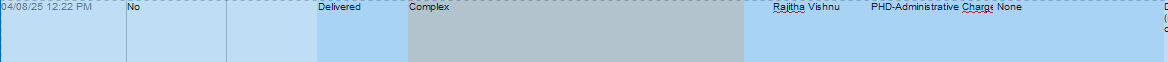 04/08/25 12:22 PM No Delivered Complex Rajitha Vishnu PHD-Administrative Charge None